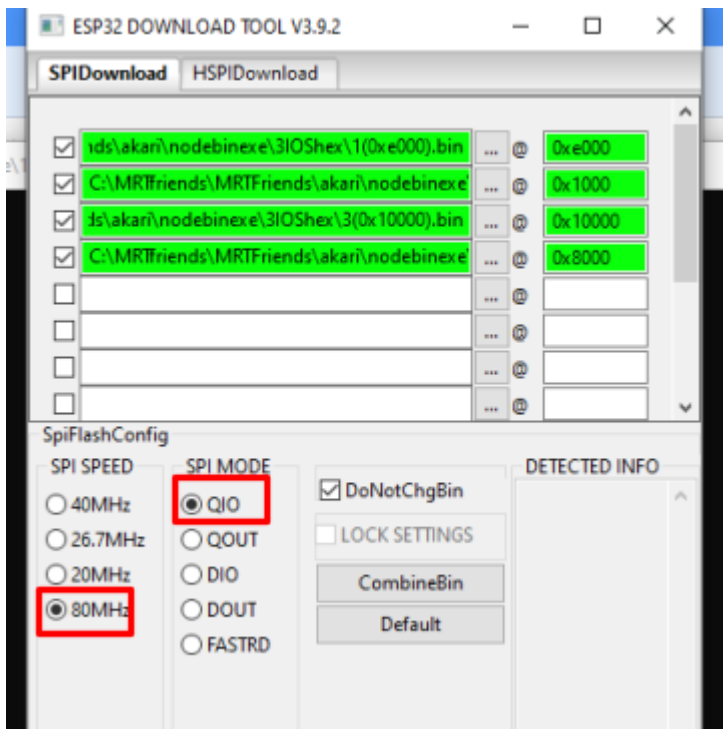 ESP32 DOWNLOAD TOOL V3.9.2
SPIDownload HSPIDownload
ıds\akari\nodebinexe\3IOShex\1(0xe000).bin ... @ 0xe000
C:\MRTfriends\MRTFriends\akari\nodebinexe\ ... @ 0x1000
ds\akari\nodebinexe\3IOShex\3(0x10000).bin ... @ 0x10000
C:\MRTfriends\MRTFriends\akari\nodebinexe\ ... @ 0x8000
... @
... @
... @
... @
SpiFlashConfig
SPI SPEED SPI MODE DETECTED INFO
40MHz QIO DoNotChgBin
26.7MHz QOUT LOCK SETTINGS
20MHz DIO CombineBin
80MHz DOUT Default
FASTRD